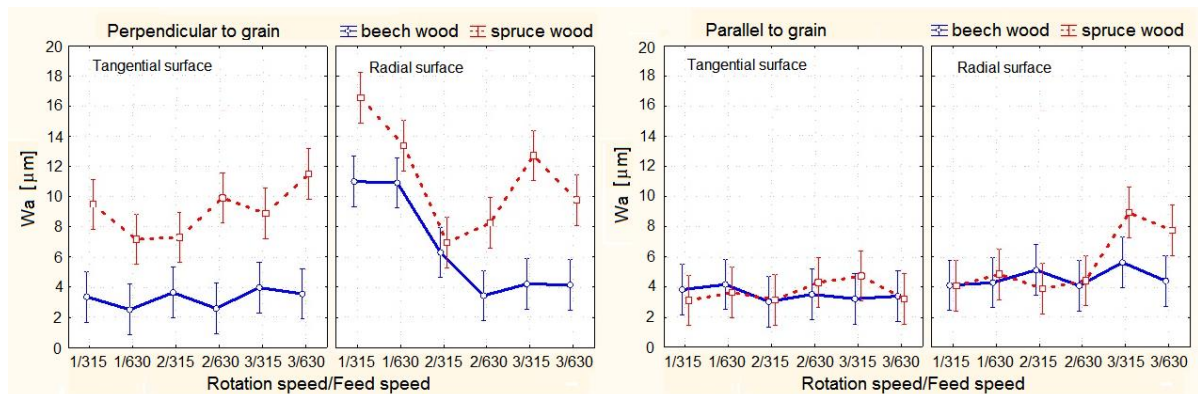 Perpendicular to grain
beech wood spruce wood
Tangential surface
Radial surface
20
18
16
14
12
10
8
6
4
2
0
Wa [µm]
1/315 1/630 2/315 2/630 3/315 3/630
1/315 1/630 2/315 2/630 3/315 3/630
Rotation speed/Feed speed
Parallel to grain
beech wood spruce wood
Tangential surface
Radial surface
20
18
16
14
12
10
8
6
4
2
0
Wa [µm]
1/315 1/630 2/315 2/630 3/315 3/630
1/315 1/630 2/315 2/630 3/315 3/630
Rotation speed/Feed speed